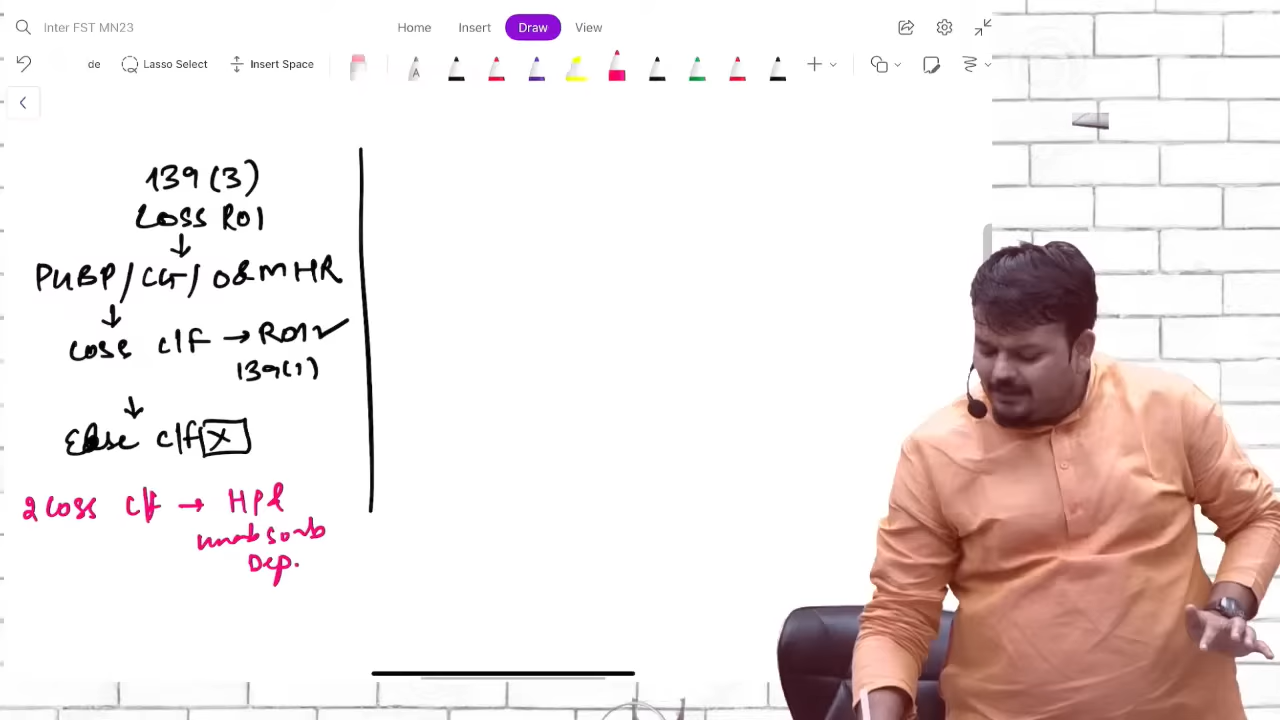 Inter FST MN23
Home Insert Draw View
de Lasso Select Insert Space
139(3)
LOSS ROI
PUBP/CG/O&MHR
LOSS c/f → ROI ✓
139(1)
Else c/f X
2 Loss c/f → HP &
unabsorb
Dep.